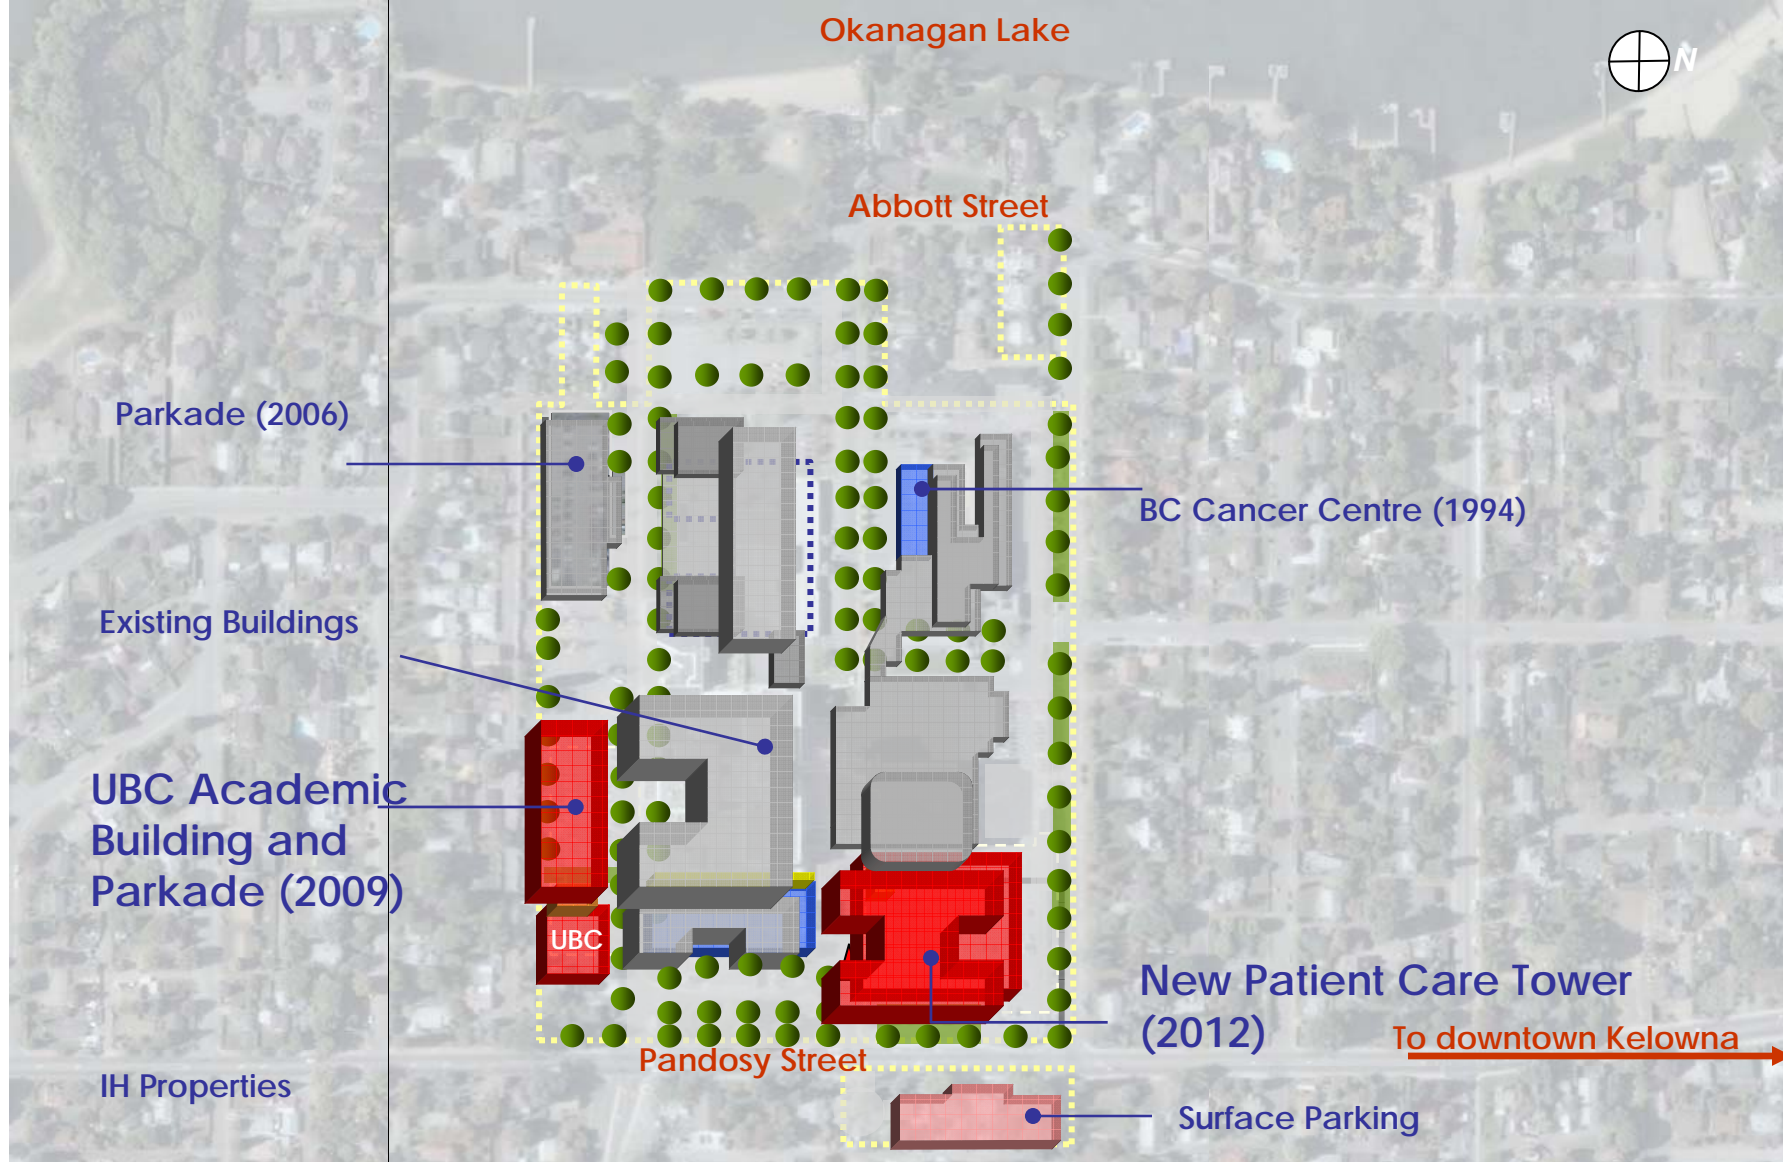 Okanagan Lake
N
Abbott Street
Parkade (2006)
BC Cancer Centre (1994)
Existing Buildings
UBC Academic
Building and
Parkade (2009)
UBC
New Patient Care Tower
(2012)
To downtown Kelowna
Pandosy Street
IH Properties
Surface Parking